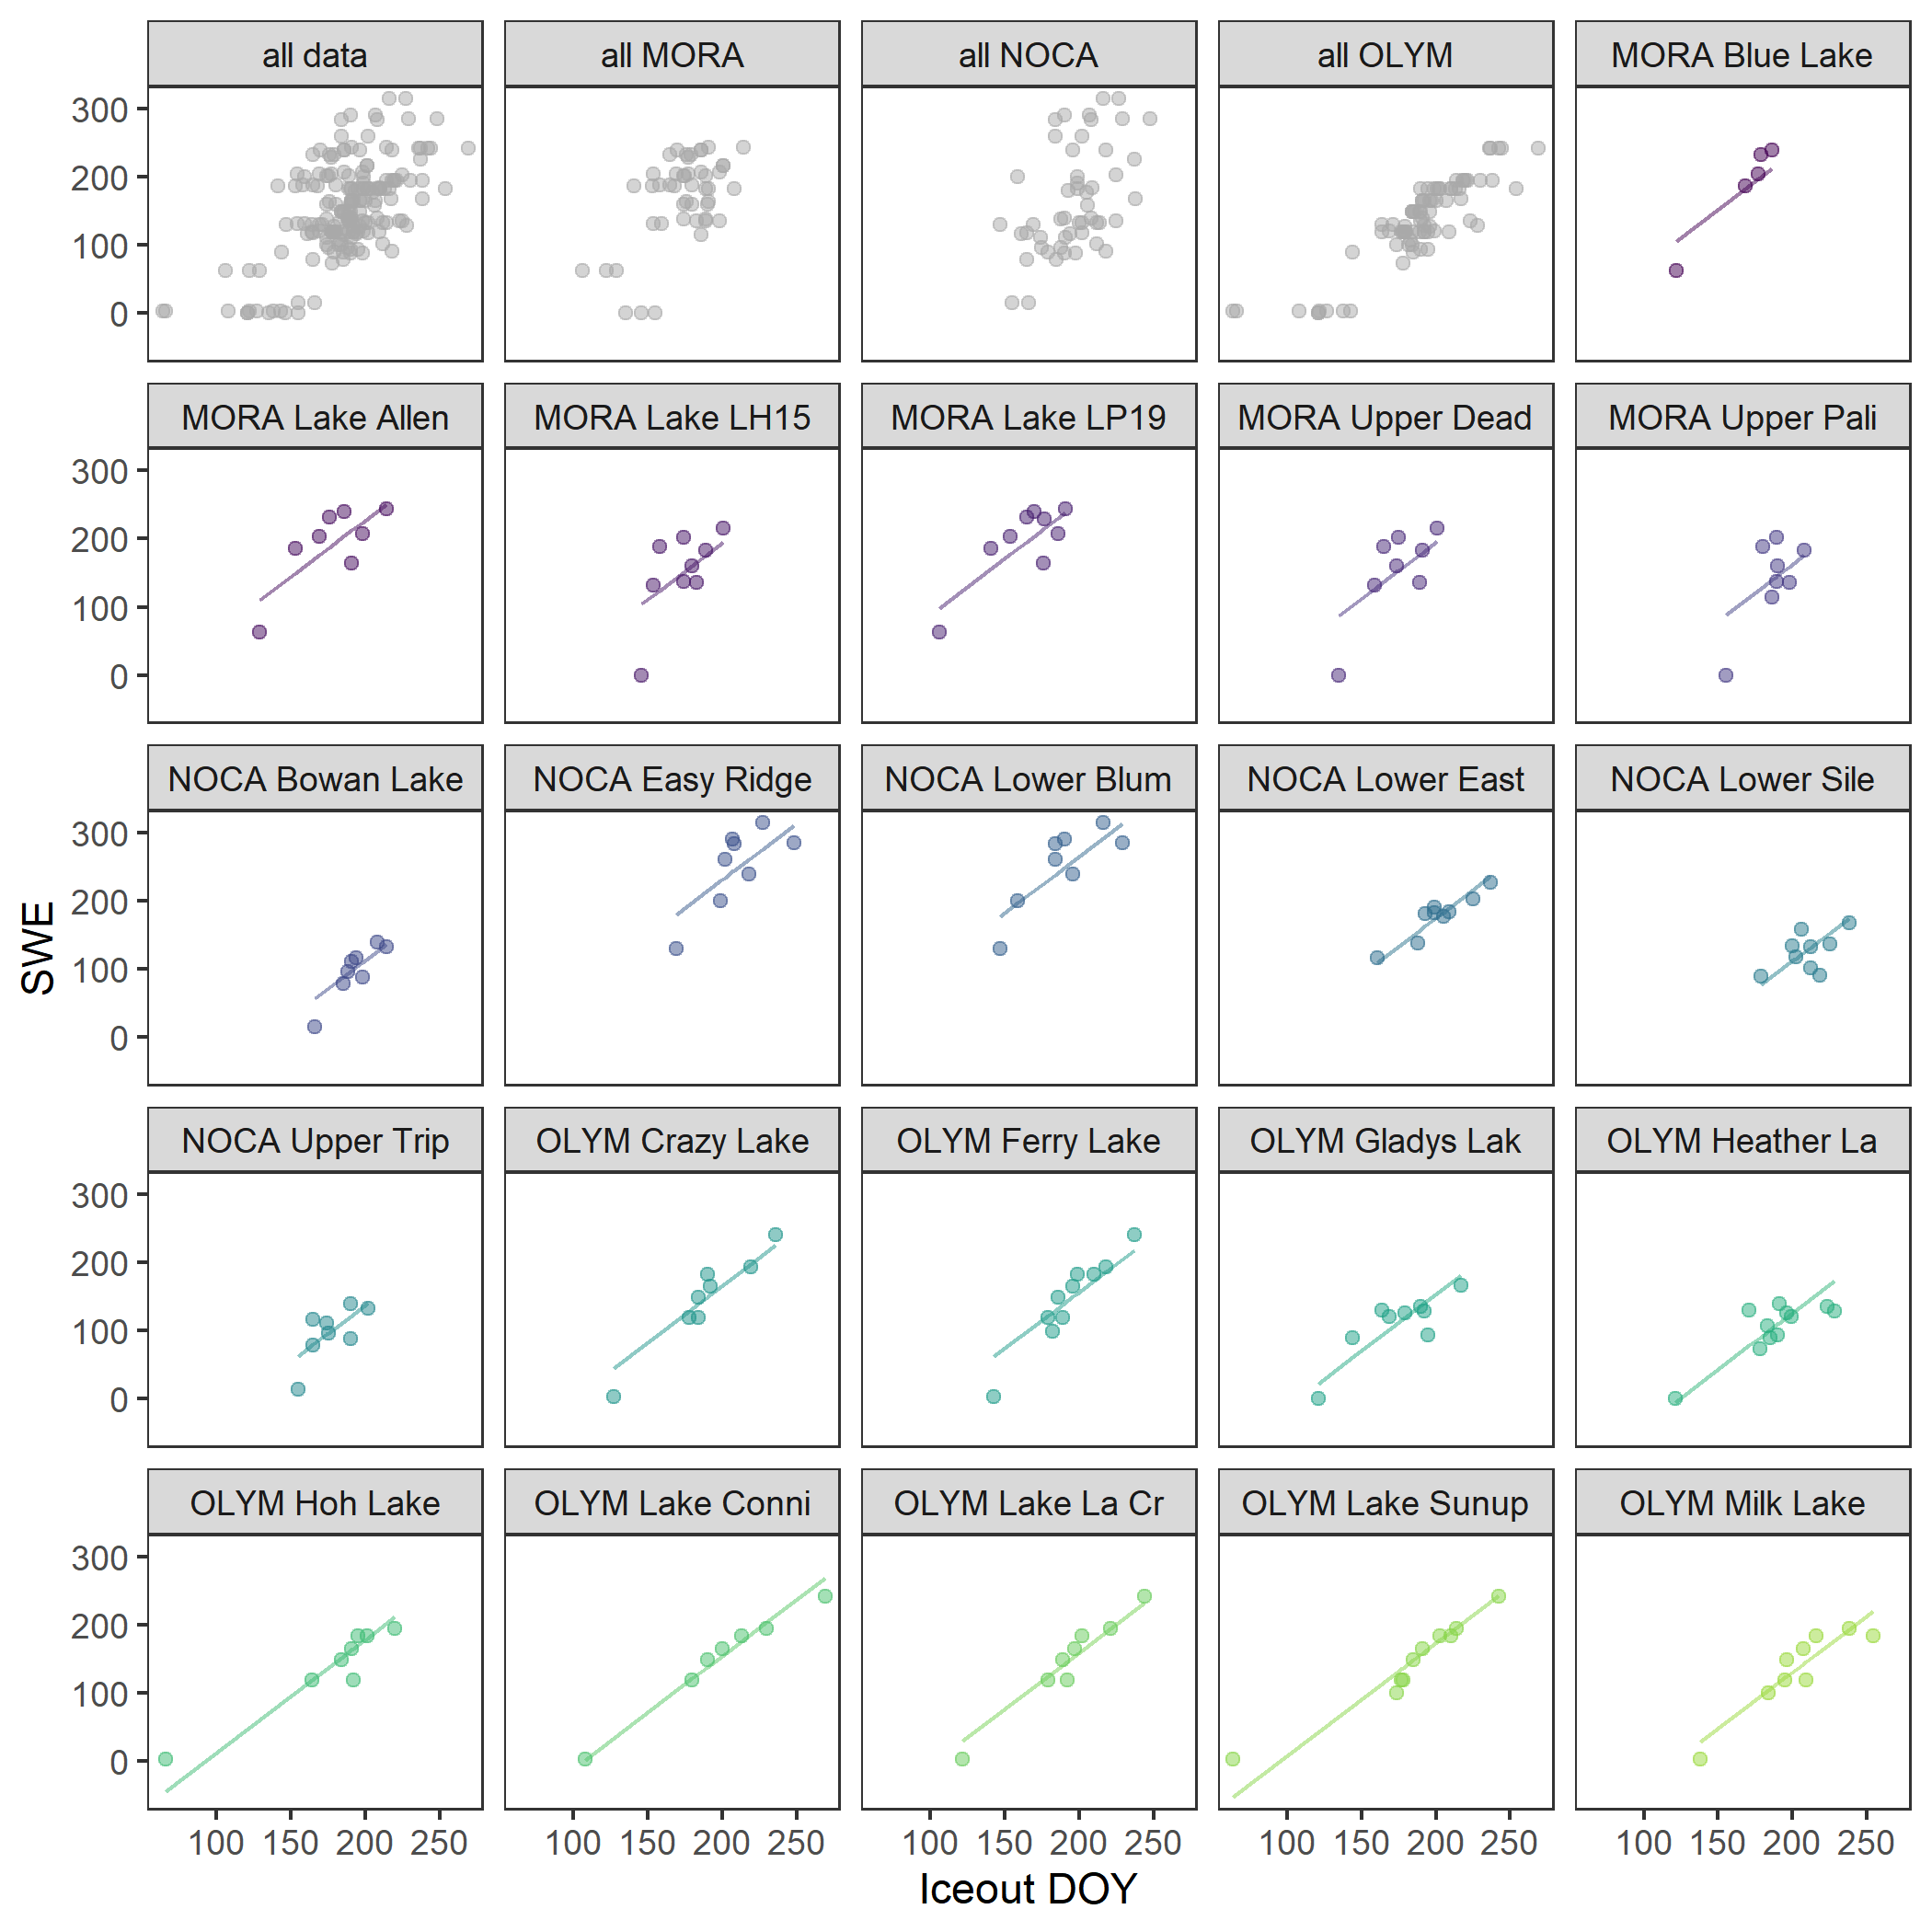 all data
all MORA
all NOCA
all OLYM
MORA Blue Lake
300
200
100
0
MORA Lake Allen
MORA Lake LH15
MORA Lake LP19
MORA Upper Dead
MORA Upper Pali
300
200
100
0
NOCA Bowan Lake
NOCA Easy Ridge
NOCA Lower Blum
NOCA Lower East
NOCA Lower Sile
300
200
100
0
SWE
NOCA Upper Trip
OLYM Crazy Lake
OLYM Ferry Lake
OLYM Gladys Lak
OLYM Heather La
300
200
100
0
OLYM Hoh Lake
OLYM Lake Conni
OLYM Lake La Cr
OLYM Lake Sunup
OLYM Milk Lake
300
200
100
0
100 150 200 250
100 150 200 250
100 150 200 250
100 150 200 250
100 150 200 250
Iceout DOY